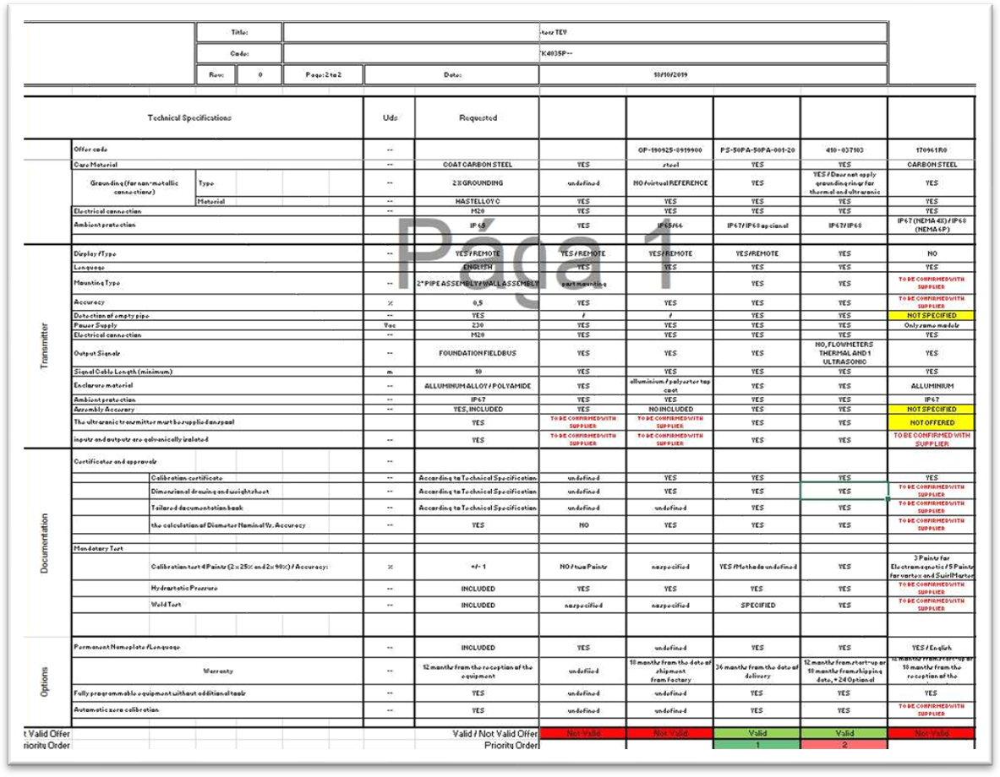 Title: ters TEV
Code: K4035P--
Rev: 0 Page: 2 to 2 Date: 18/10/2019
Technical Specifications Uds Requested
Offer code -- OP-190925-0919900 PS-50PA-50PA-001-20 410-037103 170961R0
Case Material -- COAT CARBON STEEL YES steel YES YES CARBON STEEL
Grounding (for non-metallic connections) Type -- 2 X GROUNDING undefined NO / virtual REFERENCE YES YES / Does not apply grounding rings for thermal and ultrasonic YES
Material -- HASTELLOY C YES YES YES YES YES
Electrical connection -- M20 YES YES YES YES YES
Ambient protection -- IP 65 YES IP65/66 IP67/IP68 opcional IP67/IP68 IP67 (NEMA 4X) / IP68 (NEMA 6P)
Pága 1
Transmitter
Display / Type -- YES / REMOTE YES / REMOTE YES / REMOTE YES/REMOTE YES NO
Language -- ENGLISH YES YES YES YES YES
Mounting Type -- 2" PIPE ASSEMBLY / WALL ASSEMBLY post mounting YES YES TO BE CONFIRMED WITH SUPPLIER
Accuracy % 0,5 YES YES YES YES TO BE CONFIRMED WITH SUPPLIER
Detection of empty pipe -- YES / / YES YES NOT SPECIFIED
Power Supply Vac 230 YES YES YES YES Only some models
Electrical connection -- M20 YES YES YES YES YES
Output Signals -- FOUNDATION FIELDBUS YES YES YES NO, FLOWMETERS THERMAL AND 1 ULTRASONIC YES
Signal Cable Length (minimum) m 10 YES YES YES YES YES
Enclosure material -- ALLUMINUM ALLOY / POLYAMIDE YES alluminium / polyester top coat YES YES ALLUMINIUM
Ambient protection -- IP67 YES YES YES YES IP67
Assembly Accesory -- YES, INCLUDED YES NO INCLUDED YES YES NOT SPECIFIED
The ultrasonic transmitter must be supplied on spool YES TO BE CONFIRMED WITH SUPPLIER TO BE CONFIRMED WITH SUPPLIER YES YES NOT OFFERED
inputs and outputs are galvanically isolated -- YES TO BE CONFIRMED WITH SUPPLIER TO BE CONFIRMED WITH SUPPLIER YES YES TO BE CONFIRMED WITH SUPPLIER
Documentation
Certificates and approvals --
Calibration certificate -- According to Technical Specification undefined YES YES YES YES
Dimensional drawing and weight sheet -- According to Technical Specification undefined YES YES YES TO BE CONFIRMED WITH SUPPLIER
Tailored documentation book -- According to Technical Specification undefined undefined YES YES TO BE CONFIRMED WITH SUPPLIER
the calculation of Diameter Nominal Vs. Accuracy -- YES NO YES YES YES TO BE CONFIRMED WITH SUPPLIER
Mandatory Test
Calibration test 4 Points (2 x 25% and 2x 90%) / Accuracy: % +/- 1 NO / two Points no specified YES / Methods undefined YES 3 Points for Electromagnetic / 5 Points for vortex and SwirlMaster
Hydrostatic Pressure -- INCLUDED YES YES YES YES TO BE CONFIRMED WITH SUPPLIER
Weld Test -- INCLUDED no specified no specified SPECIFIED YES TO BE CONFIRMED WITH SUPPLIER
Options
Permanent Nameplate / Language -- INCLUDED YES undefined YES YES YES / English
Warranty -- 12 months from the reception of the equipment undefiied 18 months from the date of shipment from factory 36 months from the date of delivery 12 months from start-up or 18 months from shipping date, + 24 Optional 12 months from start-up or 18 months from the reception of the
Fully programmable equipment without additional tools -- YES undefined undefined YES YES YES
Automatic zero calibration -- YES undefined undefined YES YES TO BE CONFIRMED WITH SUPPLIER
t Valid Offer Valid / Not Valid Offer Not Valid Not Valid Valid Valid Not Valid
riority Order Priority Order 1 2